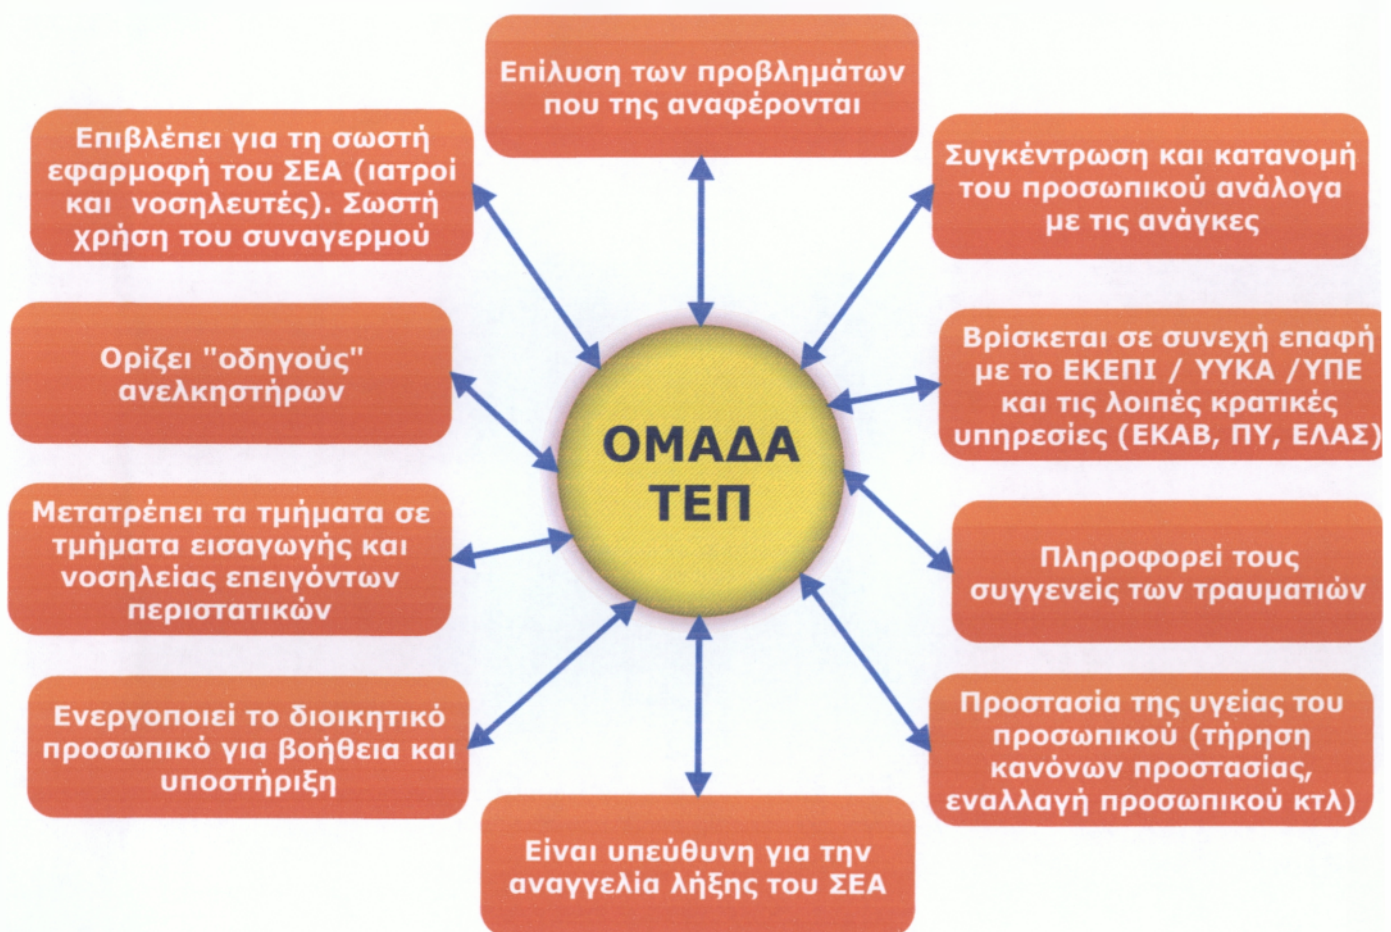 Επίλυση των προβλημάτων
που της αναφέρονται
Συγκέντρωση και κατανομή
του προσωπικού ανάλογα
με τις ανάγκες
Βρίσκεται σε συνεχή επαφή
με το ΕΚΕΠΙ / ΥΥΚΑ /ΥΠΕ
και τις λοιπές κρατικές
υπηρεσίες (ΕΚΑΒ, ΠΥ, ΕΛΑΣ)
Πληροφορεί τους
συγγενείς των τραυματιών
Προστασία της υγείας του
προσωπικού (τήρηση
κανόνων προστασίας,
εναλλαγή προσωπικού κτλ)
Είναι υπεύθυνη για την
αναγγελία λήξης του ΣΕΑ
Ενεργοποιεί το διοικητικό
προσωπικό για βοήθεια και
υποστήριξη
Μετατρέπει τα τμήματα σε
τμήματα εισαγωγής και
νοσηλείας επειγόντων
περιστατικών
Ορίζει "οδηγούς"
ανελκηστήρων
Επιβλέπει για τη σωστή
εφαρμοφή του ΣΕΑ (ιατροί
και νοσηλευτές). Σωστή
χρήση του συναγερμού
ΟΜΑΔΑ
ΤΕΠ